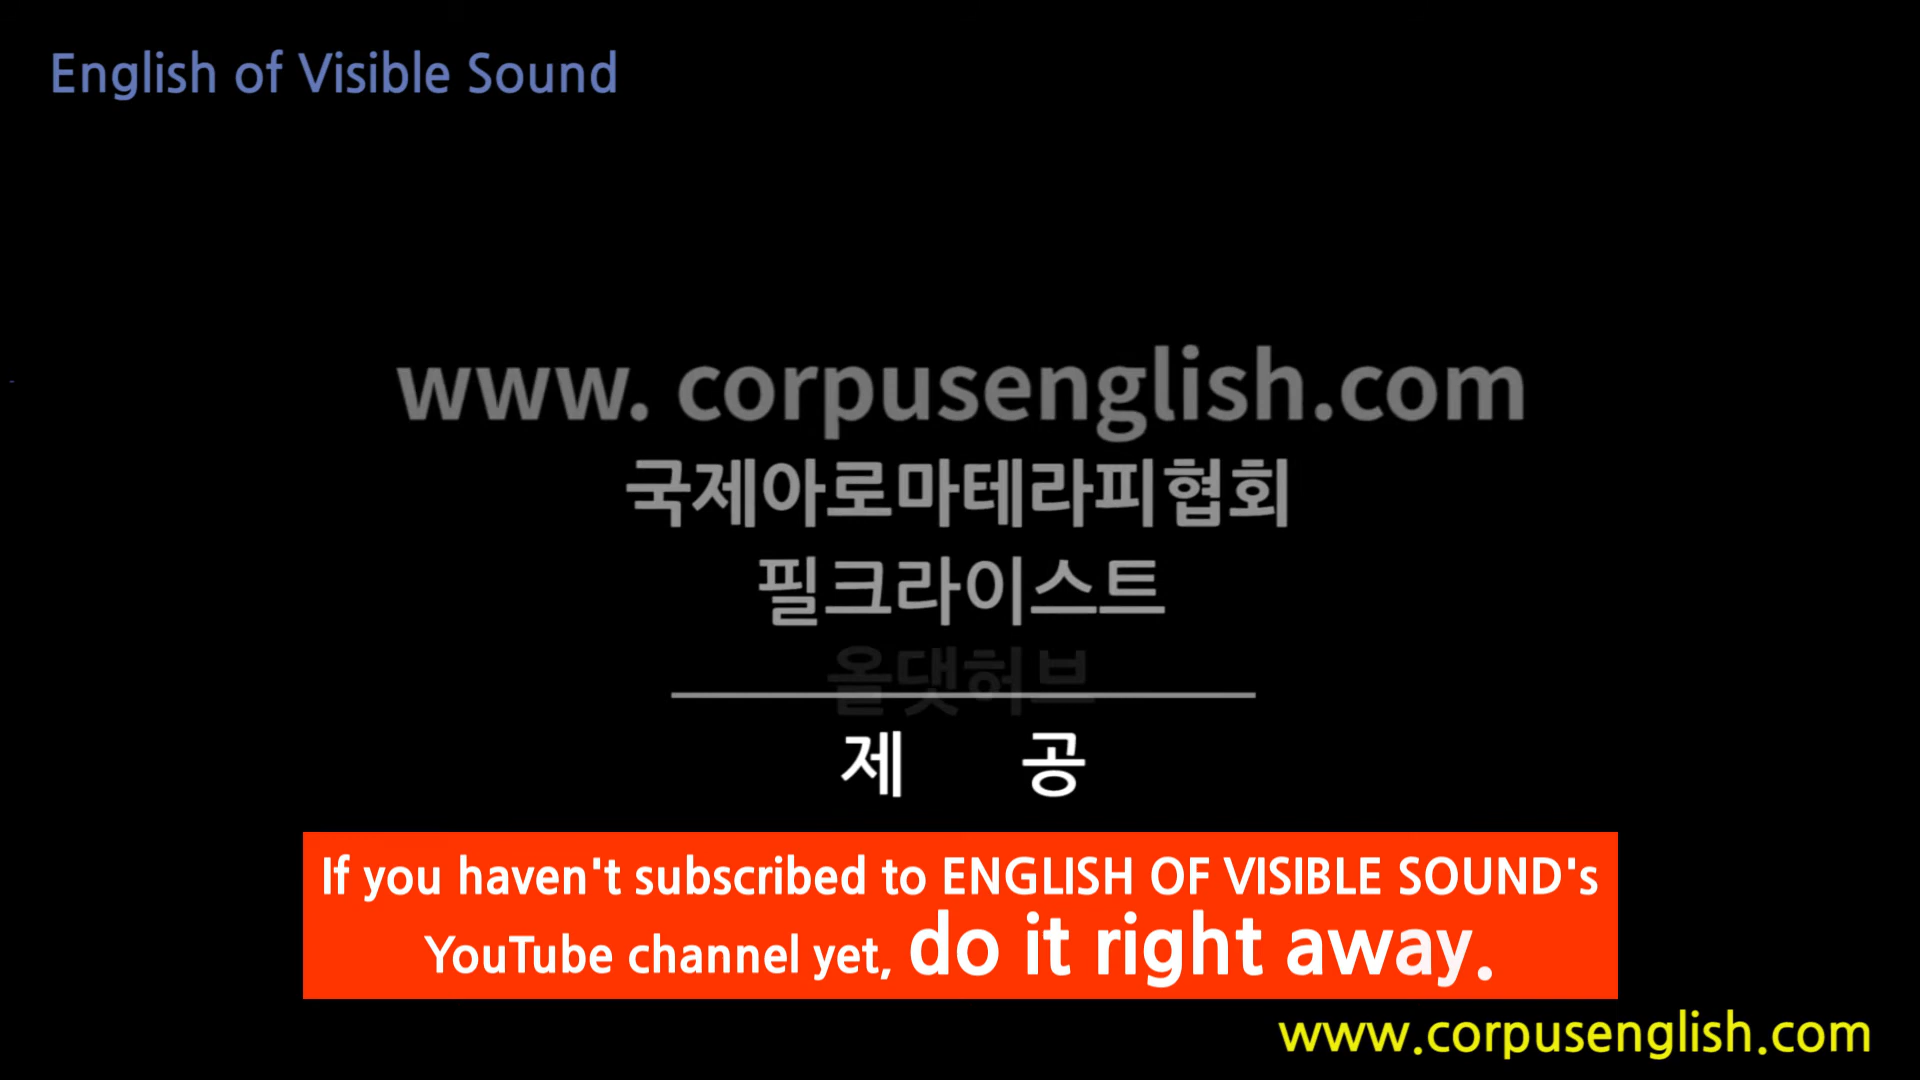 English of Visible Sound
www. corpusenglish.com
국제아로마테라피협회
필크라이스트
올댓허브
제 공
If you haven't subscribed to ENGLISH OF VISIBLE SOUND's
YouTube channel yet, do it right away.
www.corpusenglish.com